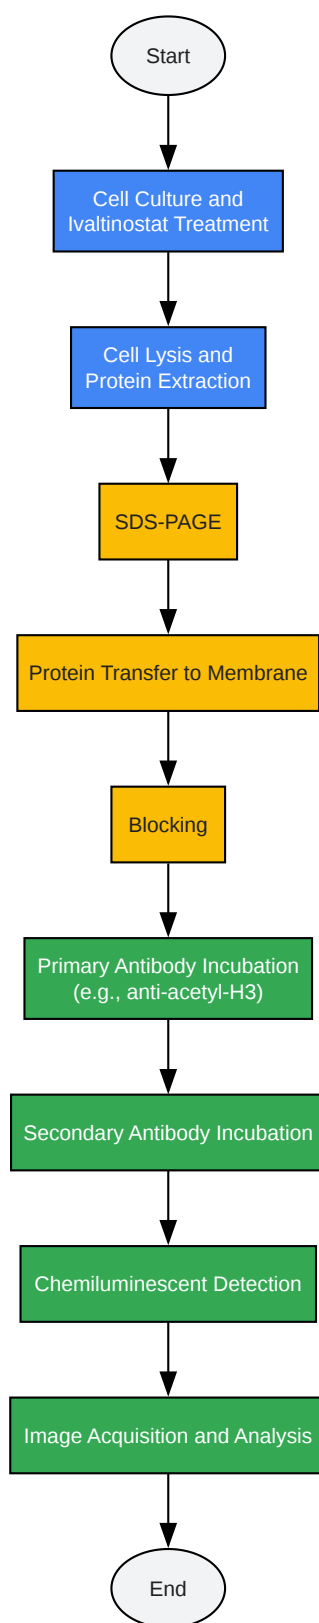 Start
Cell Culture and
Ivaltinostat Treatment
Cell Lysis and
Protein Extraction
SDS-PAGE
Protein Transfer to Membrane
Blocking
Primary Antibody Incubation
(e.g., anti-acetyl-H3)
Secondary Antibody Incubation
Chemiluminescent Detection
Image Acquisition and Analysis
End